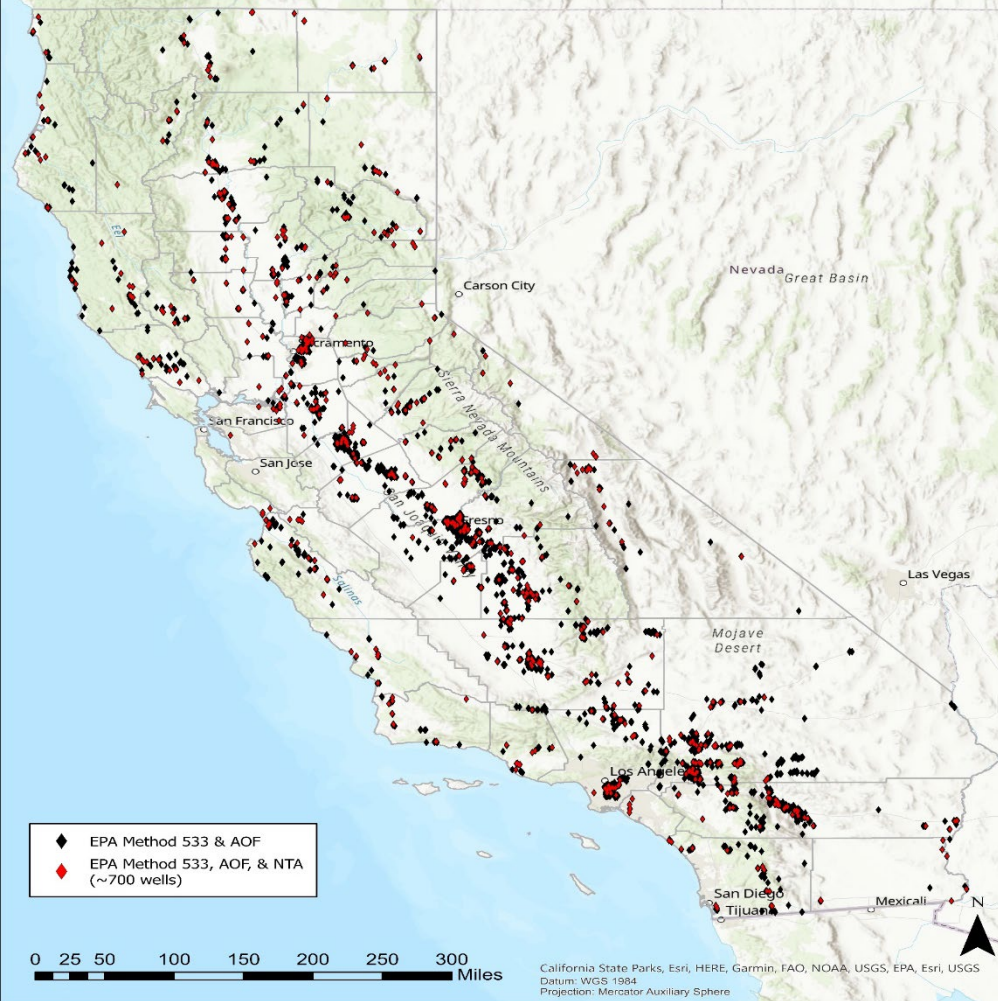 Eel
Nevada
Great Basin
Carson City
cramento
Sierra Nevada Mountains
San Francisco
San Jose
San Joaquin
Fresno
Las Vegas
Salinas
Mojave
Desert
Los Angele
EPA Method 533 & AOF
EPA Method 533, AOF, & NTA
(~700 wells)
San Diego
Tijuana
Mexicali
N
0 25 50 100 150 200 250 300
Miles
California State Parks, Esri, HERE, Garmin, FAO, NOAA, USGS, EPA, Esri, USGS
Datum: WGS 1984
Projection: Mercator Auxiliary Sphere